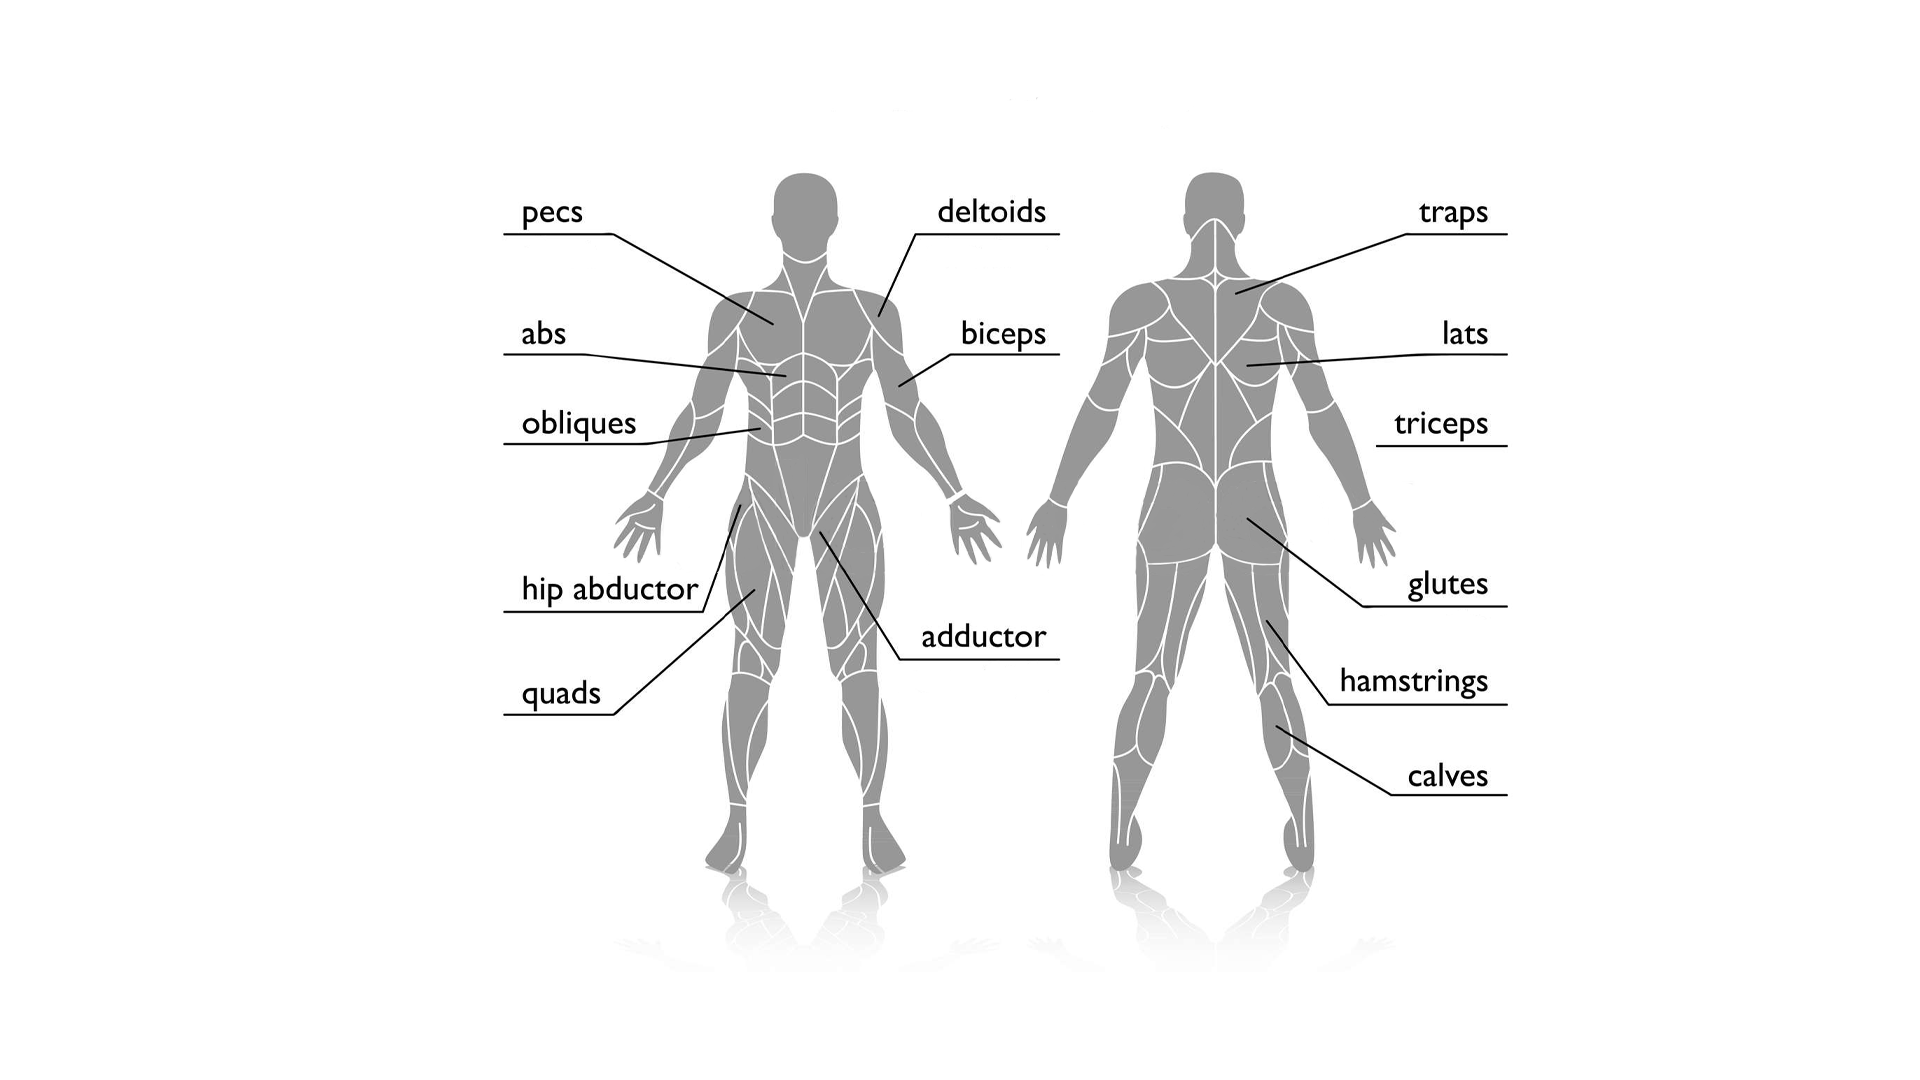 pecs
abs
obliques
hip abductor
quads
deltoids
biceps
adductor
traps
lats
triceps
glutes
hamstrings
calves